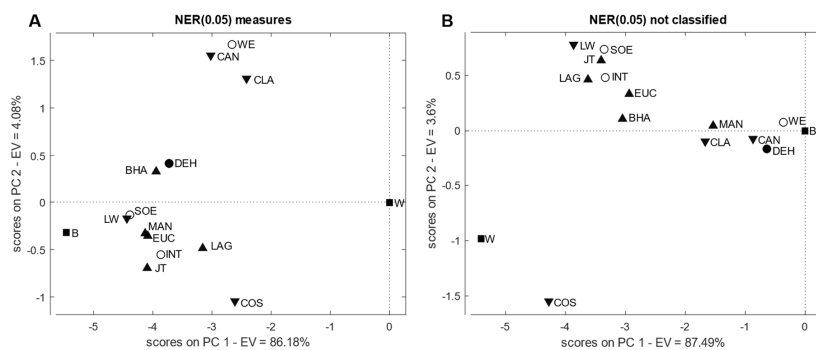 A
NER(0.05) measures
scores on PC 2 - EV = 4.08%
1.5
1
0.5
0
-0.5
-1
WE
CAN
CLA
DEH
BHA
W
SOE
LW
B
MAN
EUC
LAG
INT
JT
COS
-5
-4
-3
-2
-1
0
scores on PC 1 - EV = 86.18%
B
NER(0.05) not classified
scores on PC 2 - EV = 3.6%
0.5
0
-0.5
-1
-1.5
LW
SOE
JT
LAG
INT
EUC
BHA
MAN
WE
B
CLA
CAN
DEH
W
COS
-5
-4
-3
-2
-1
0
scores on PC 1 - EV = 87.49%